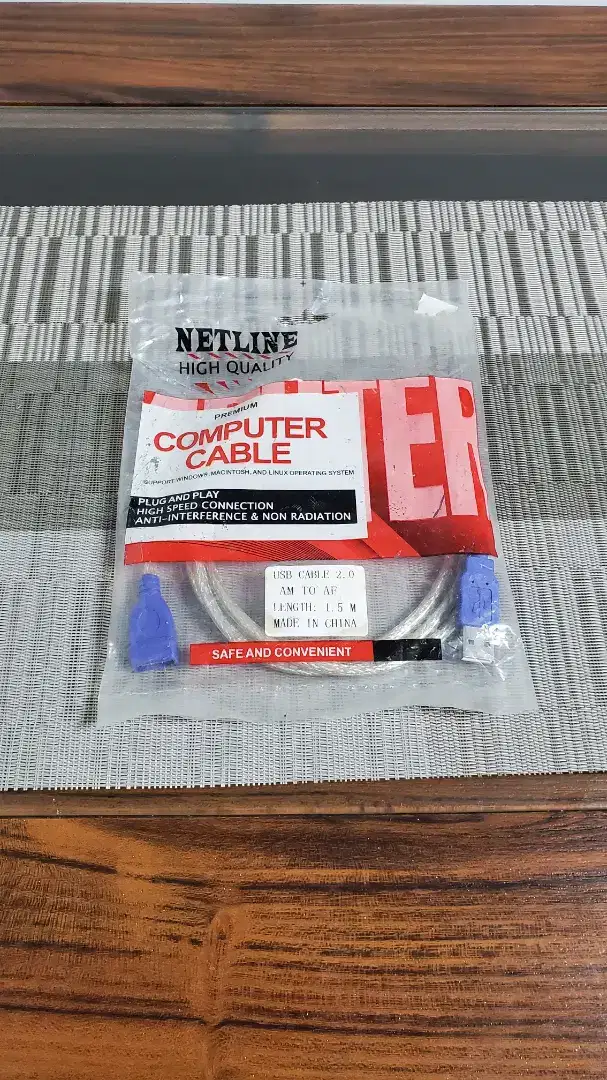 NETLINE
HIGH QUALITY
PREMIUM
COMPUTER
CABLE
SUPPORT WINDOWS, MACINTOSH, AND LINUX OPERATING SYSTEM
PLUG AND PLAY
HIGH SPEED CONNECTION
ANTI-INTERFERENCE & NON RADIATION
TER
USB CABLE 2.0
AM TO AF
LENGTH: 1.5 M
MADE IN CHINA
SAFE AND CONVENIENT